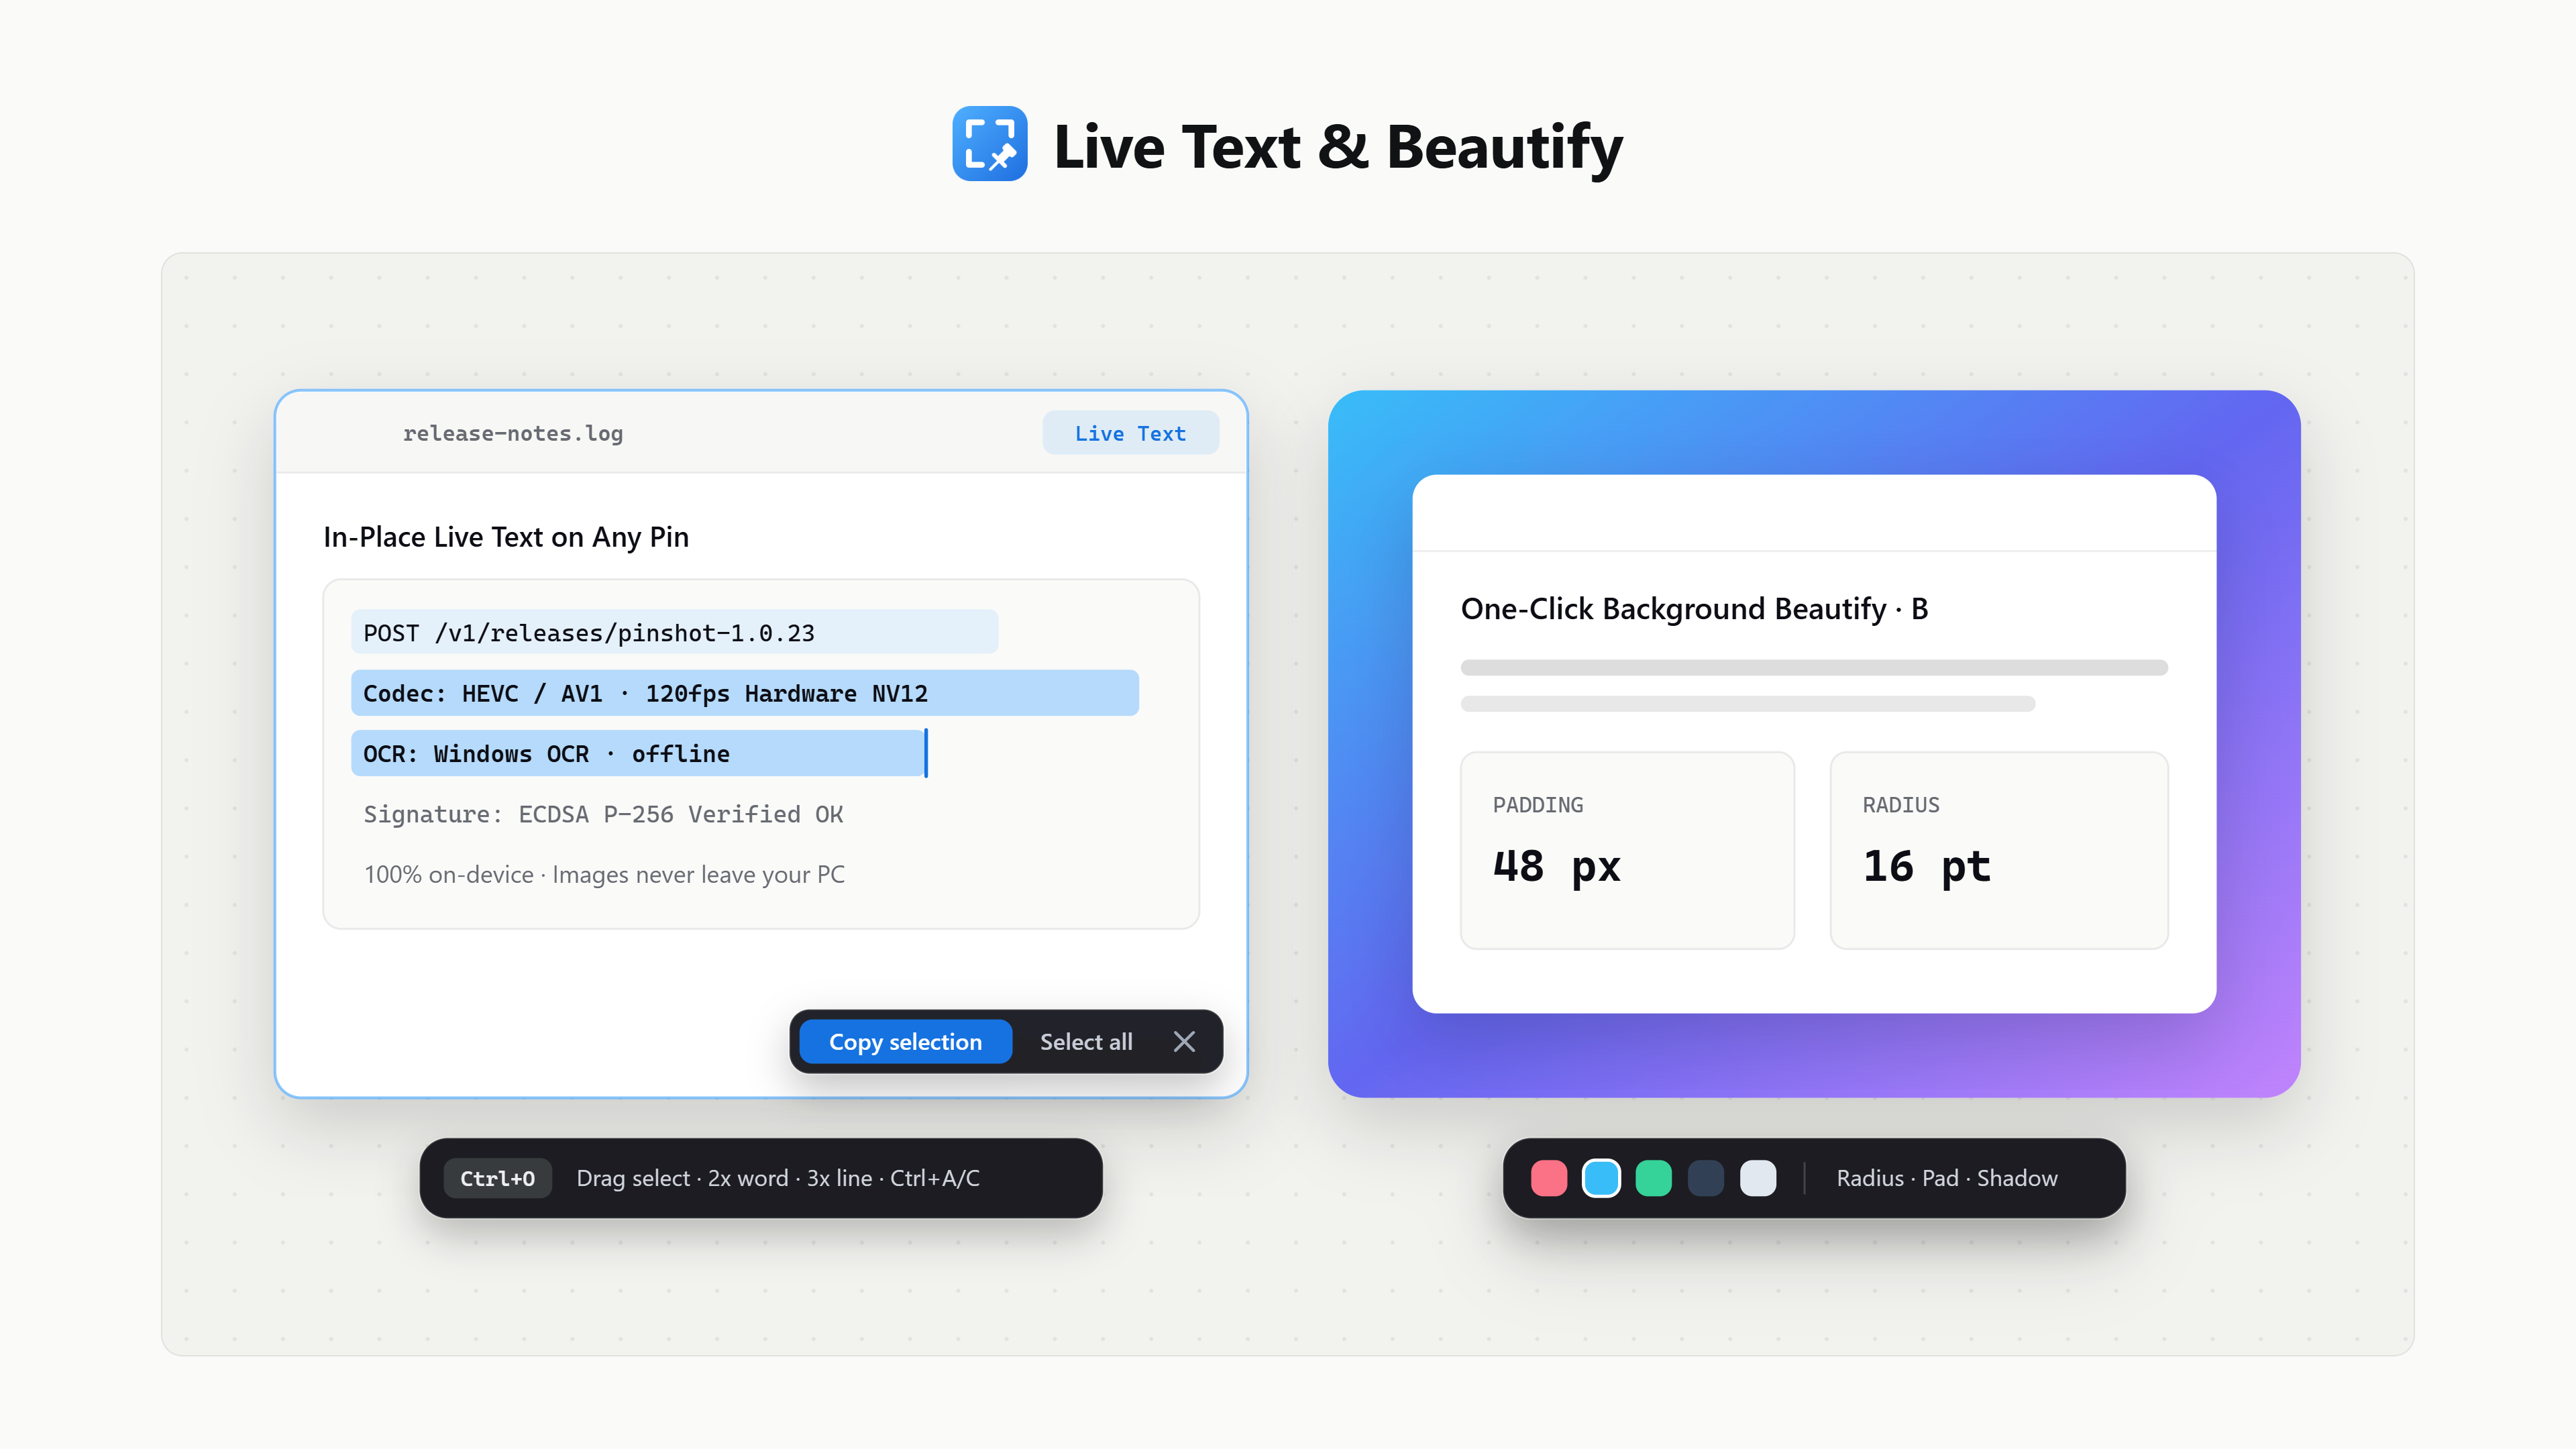 Live Text & Beautify
release-notes.log
Live Text
In-Place Live Text on Any Pin
POST /v1/releases/pinshot-1.0.23
Codec: HEVC / AV1 · 120fps Hardware NV12
OCR: Windows OCR · offline
Signature: ECDSA P-256 Verified OK
100% on-device · Images never leave your PC
Copy selection
Select all
Ctrl+O
Drag select · 2x word · 3x line · Ctrl+A/C
One-Click Background Beautify · B
PADDING
48 px
RADIUS
16 pt
Radius · Pad · Shadow